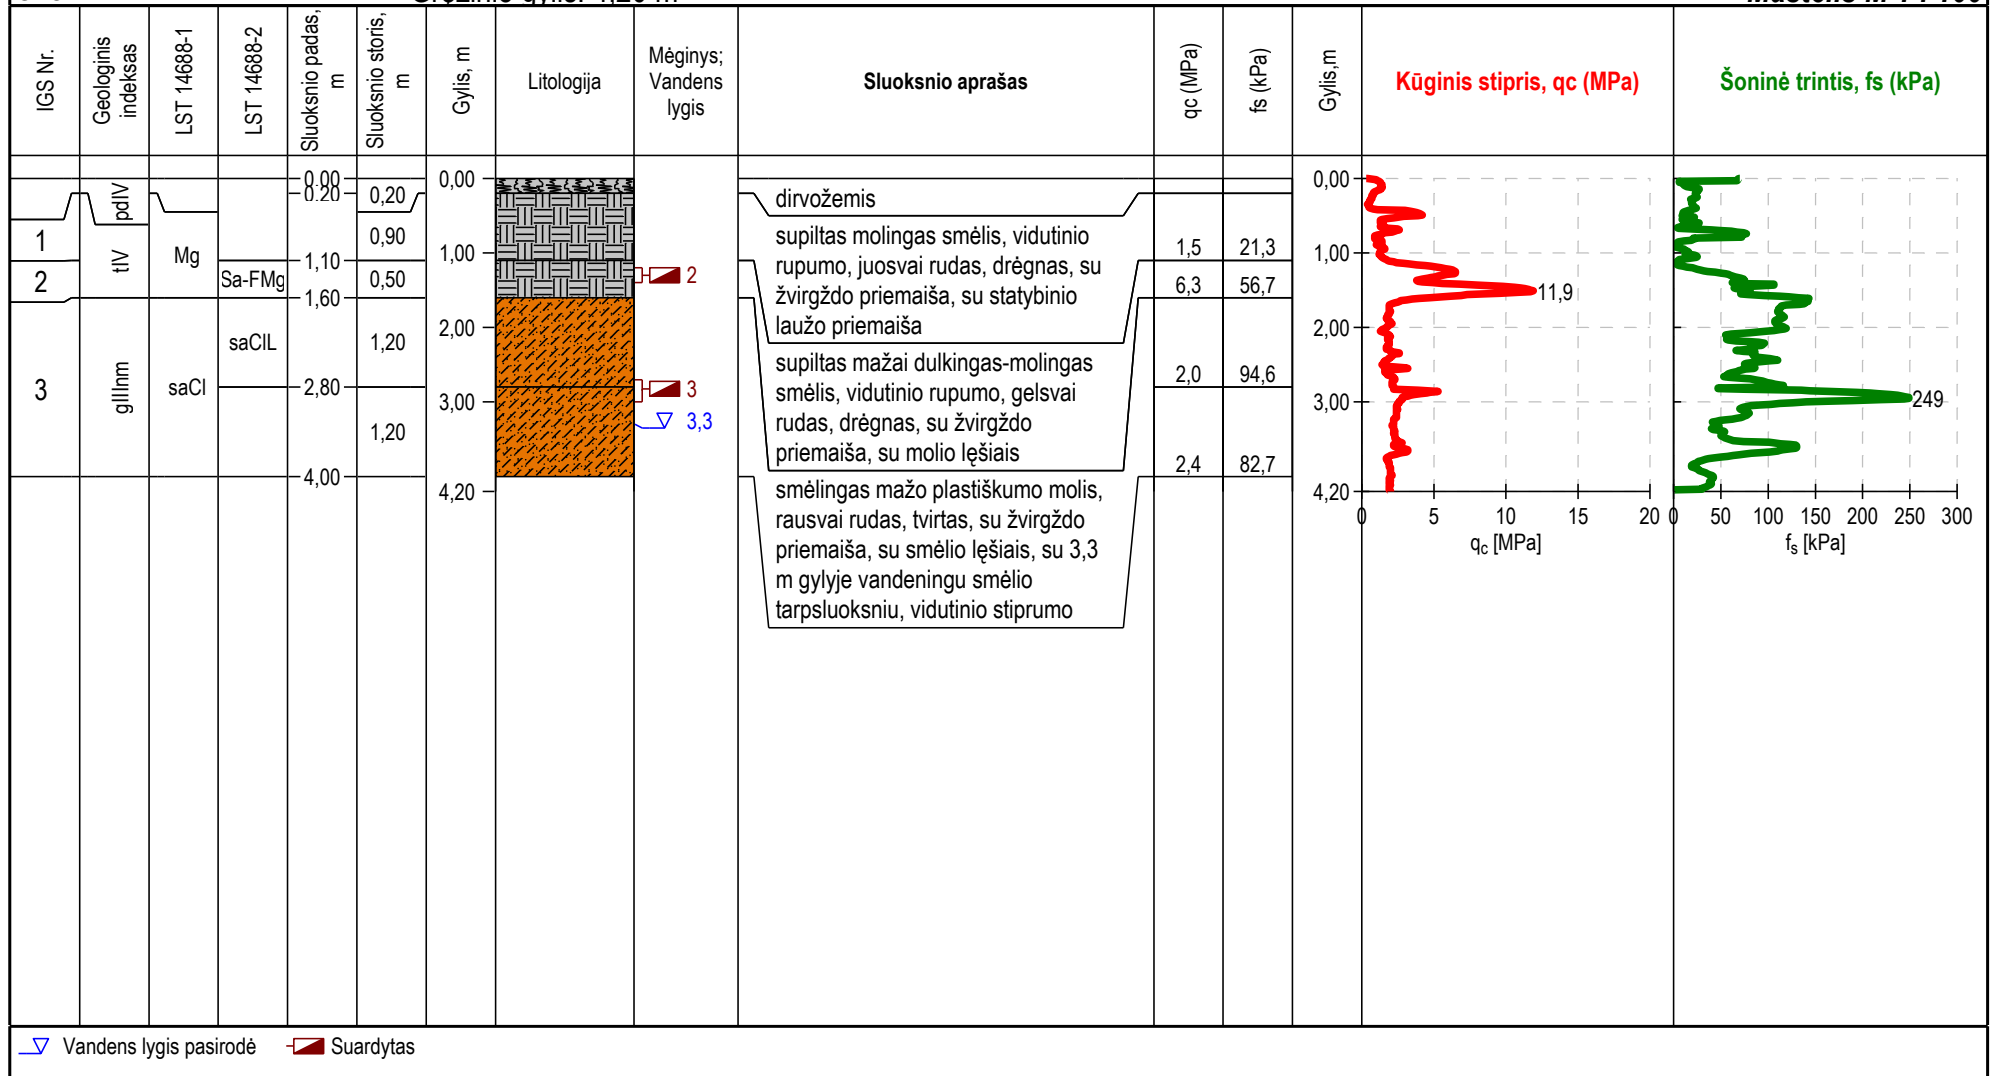 IGS Nr.
Geologinis indeksas
LST 14688-1
LST 14688-2
Sluoksnio padas, m
Sluoksnio storis, m
Gylis, m
Litologija
Mėginys;
Vandens
lygis
Sluoksnio aprašas
qc (MPa)
fs (kPa)
Gylis,m
Kūginis stipris, qc (MPa)
Šoninė trintis, fs (kPa)
1
2
3
pdIV
tIV
gIIInm
Mg
saCl
Sa-FMg
saClL
0.00
0.20
1,10
1,60
2,80
4,00
0,20
0,90
0,50
1,20
1,20
0,00
1,00
2,00
3,00
4,20
2
3
3,3
dirvožemis
supiltas molingas smėlis, vidutinio
rupumo, juosvai rudas, drėgnas, su
žvirgždo priemaiša, su statybinio
laužo priemaiša
supiltas mažai dulkingas-molingas
smėlis, vidutinio rupumo, gelsvai
rudas, drėgnas, su žvirgždo
priemaiša, su molio lęšiais
smėlingas mažo plastiškumo molis,
rausvai rudas, tvirtas, su žvirgždo
priemaiša, su smėlio lęšiais, su 3,3
m gylyje vandeningu smėlio
tarpsluoksniu, vidutinio stiprumo
1,5 21,3
6,3 56,7
2,0 94,6
2,4 82,7
0,00
1,00
2,00
3,00
4,20
11,9
0 5 10 15 20
qc [MPa]
249
0 50 100 150 200 250 300
fs [kPa]
Vandens lygis pasirodė Suardytas